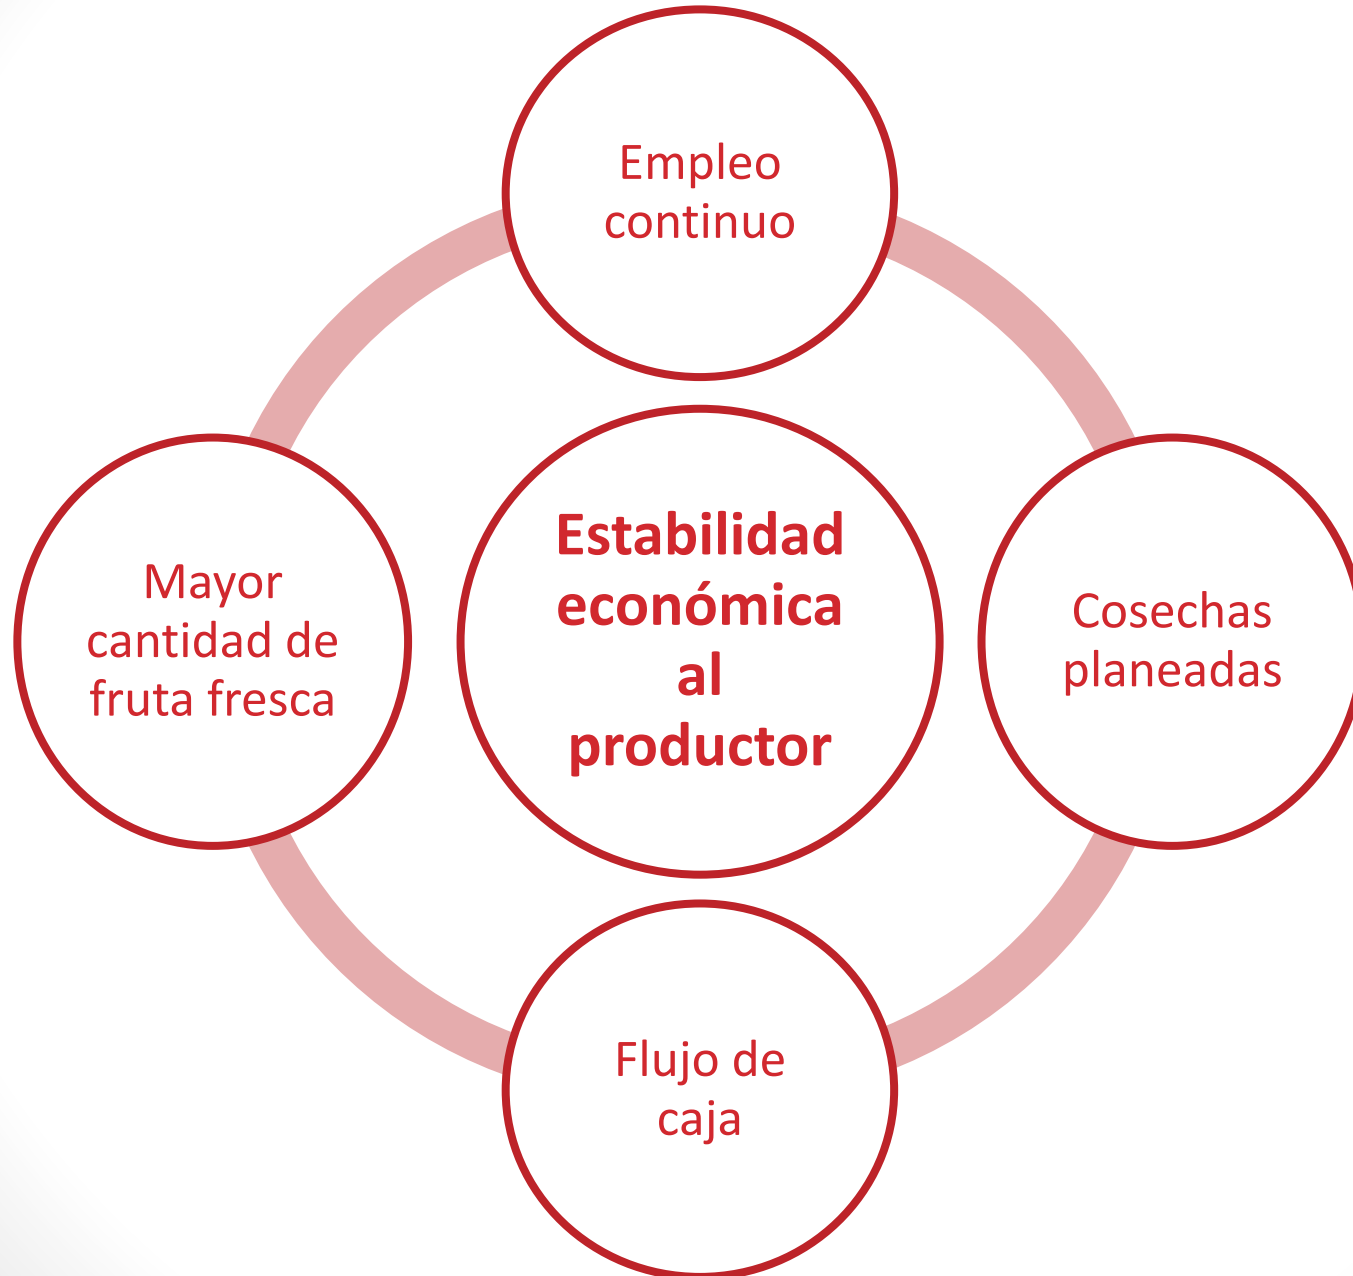 Empleo
continuo
Estabilidad
económica
al
productor
Mayor
cantidad de
fruta fresca
Cosechas
planeadas
Flujo de
caja